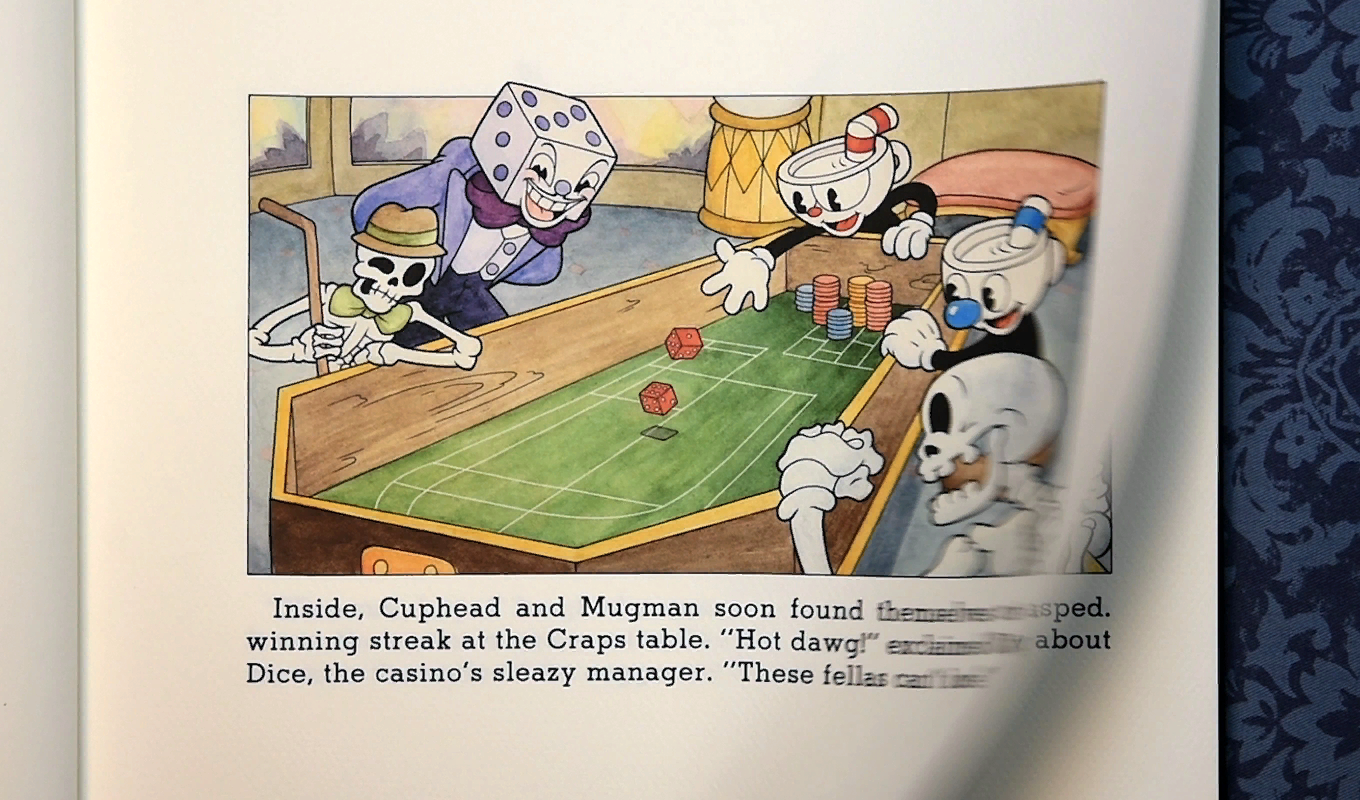 Inside, Cuphead and Mugman soon found
winning streak at the Craps table. "Hot dawg!" about
Dice, the casino's sleazy manager. "These fellas